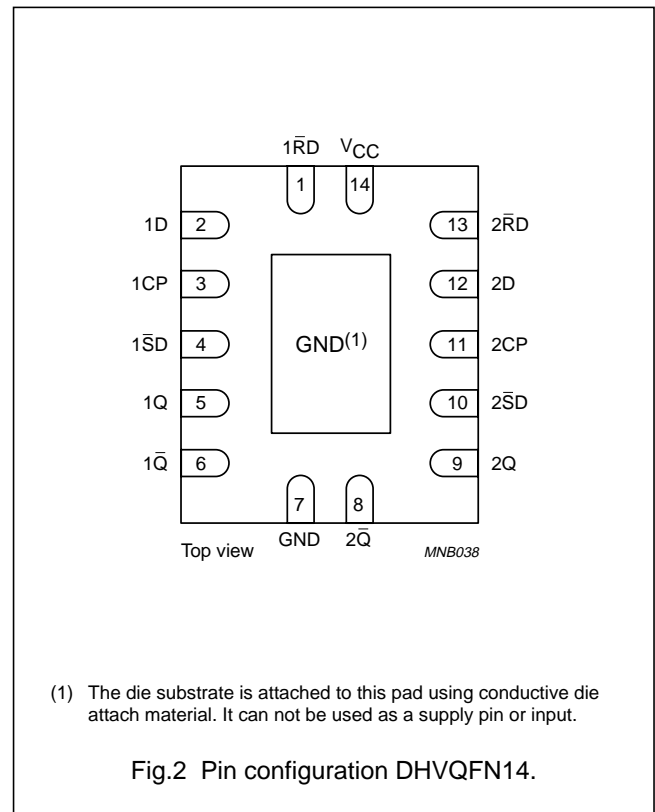 1R̄D VCC
1 14
1D 2 13 2R̄D
1CP 3 12 2D
1S̄D 4 GND(1) 11 2CP
1Q 5 10 2S̄D
1Q̄ 6 9 2Q
7 8
Top view GND 2Q̄ MNB038
(1) The die substrate is attached to this pad using conductive die
attach material. It can not be used as a supply pin or input.
Fig.2 Pin configuration DHVQFN14.